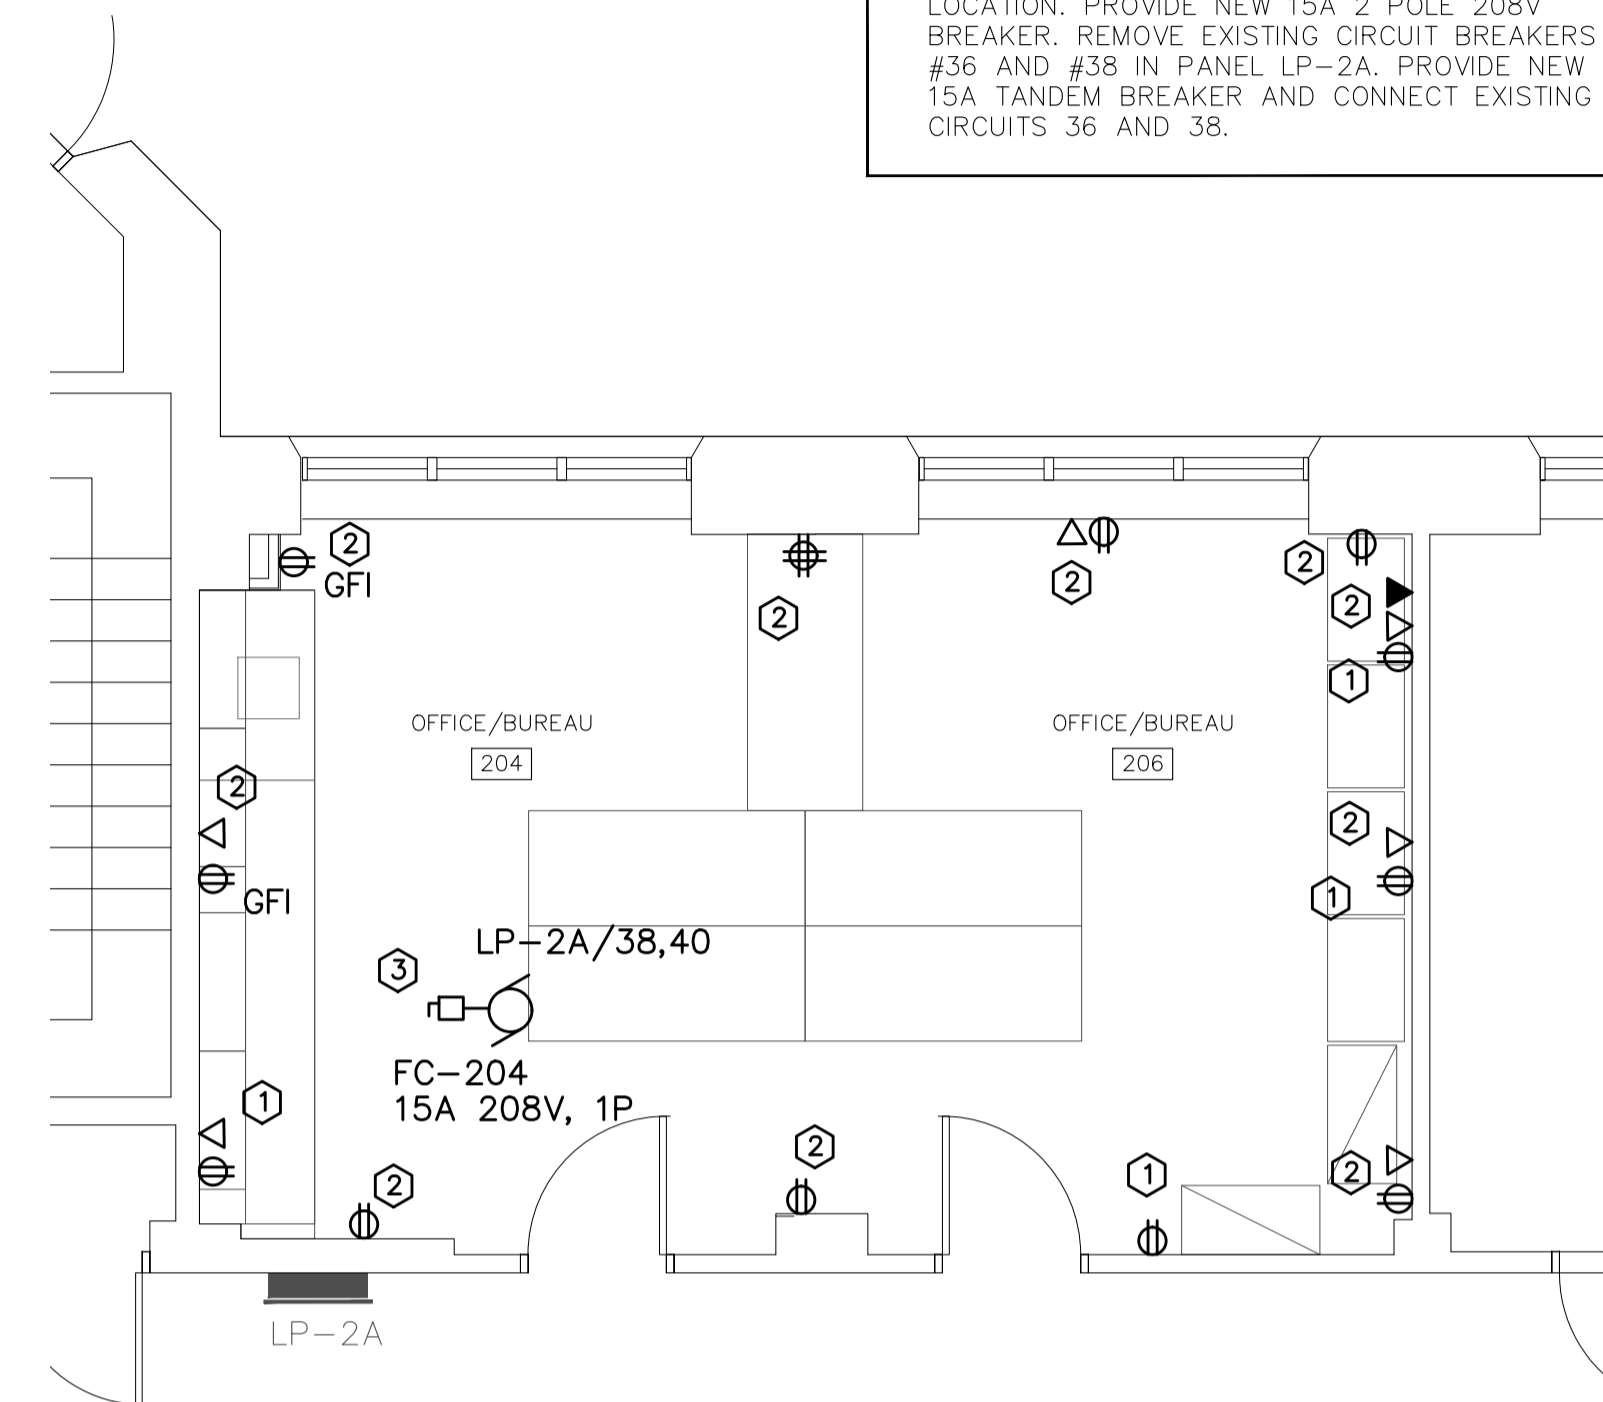 LOCATION. PROVIDE NEW 15A 2 POLE 208V
BREAKER. REMOVE EXISTING CIRCUIT BREAKERS
#36 AND #38 IN PANEL LP-2A. PROVIDE NEW
15A TANDEM BREAKER AND CONNECT EXISTING
CIRCUITS 36 AND 38.
2
GFI
2
2
2
2
1
OFFICE/BUREAU
204
OFFICE/BUREAU
206
2
GFI
2
1
LP-2A/38,40
3
FC-204
15A 208V, 1P
1
2
2
1
2
LP-2A